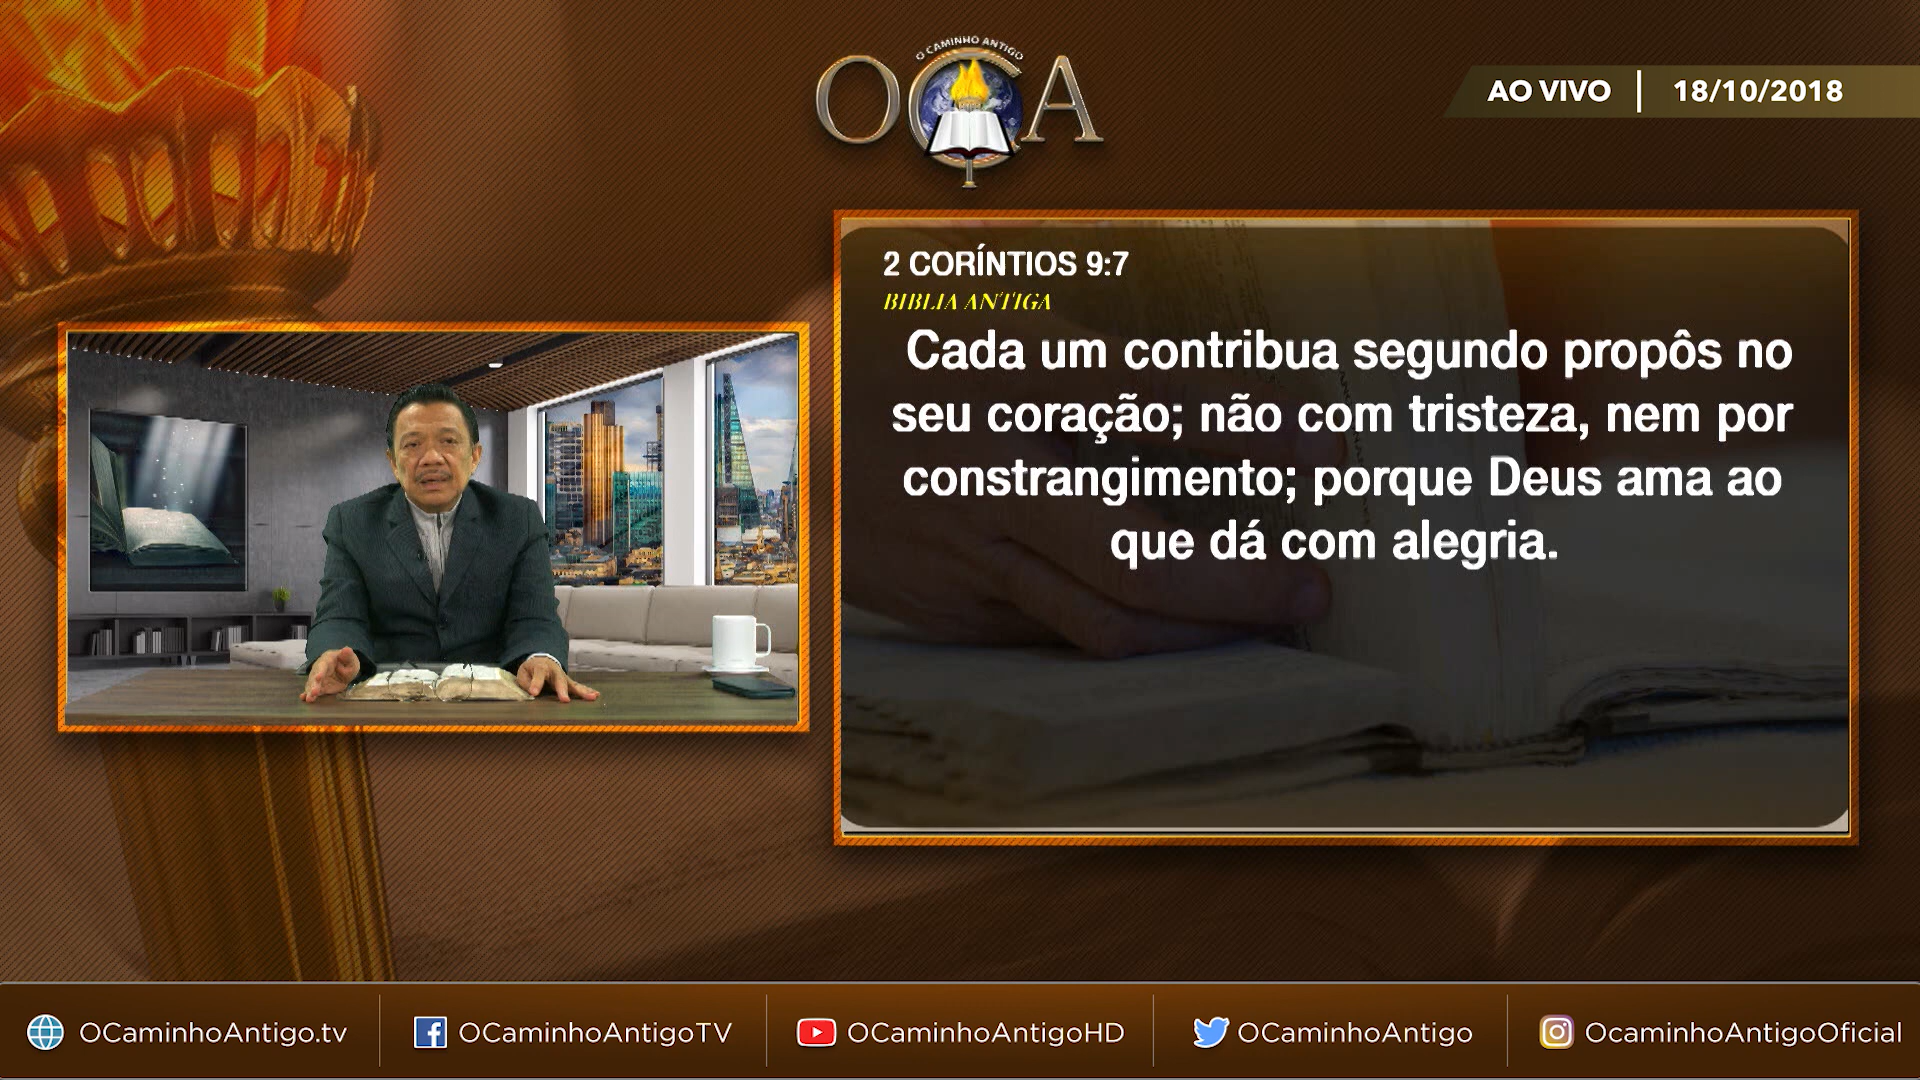 O CAMINHO ANTIGO
OCA
AO VIVO | 18/10/2018
2 CORÍNTIOS 9:7
BIBLIA ANTIGA
Cada um contribua segundo propôs no
seu coração; não com tristeza, nem por
constrangimento; porque Deus ama ao
que dá com alegria.
OCaminhoAntigo.tv
OCaminhoAntigoTV
OCaminhoAntigoHD
OCaminhoAntigo
OcaminhoAntigoOficial